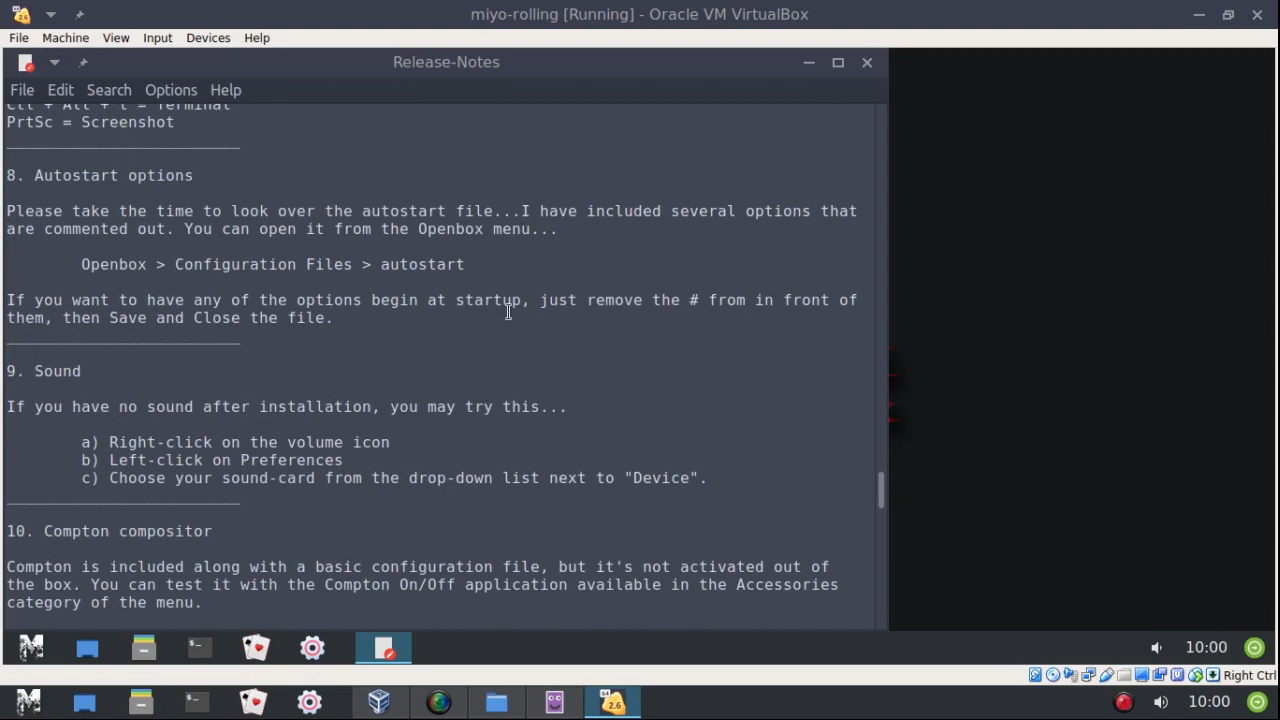 miyo-rolling [Running] - Oracle VM VirtualBox
File Machine View Input Devices Help
Release-Notes
File Edit Search Options Help
Ctl + Alt + t = Terminal
PrtSc = Screenshot
_________________________
8. Autostart options
Please take the time to look over the autostart file...I have included several options that
are commented out. You can open it from the Openbox menu...
Openbox > Configuration Files > autostart
If you want to have any of the options begin at startup, just remove the # from in front of
them, then Save and Close the file.
_________________________
9. Sound
If you have no sound after installation, you may try this...
a) Right-click on the volume icon
b) Left-click on Preferences
c) Choose your sound-card from the drop-down list next to "Device".
_________________________
10. Compton compositor
Compton is included along with a basic configuration file, but it's not activated out of
the box. You can test it with the Compton On/Off application available in the Accessories
category of the menu.
10:00
Right Ctrl
10:00